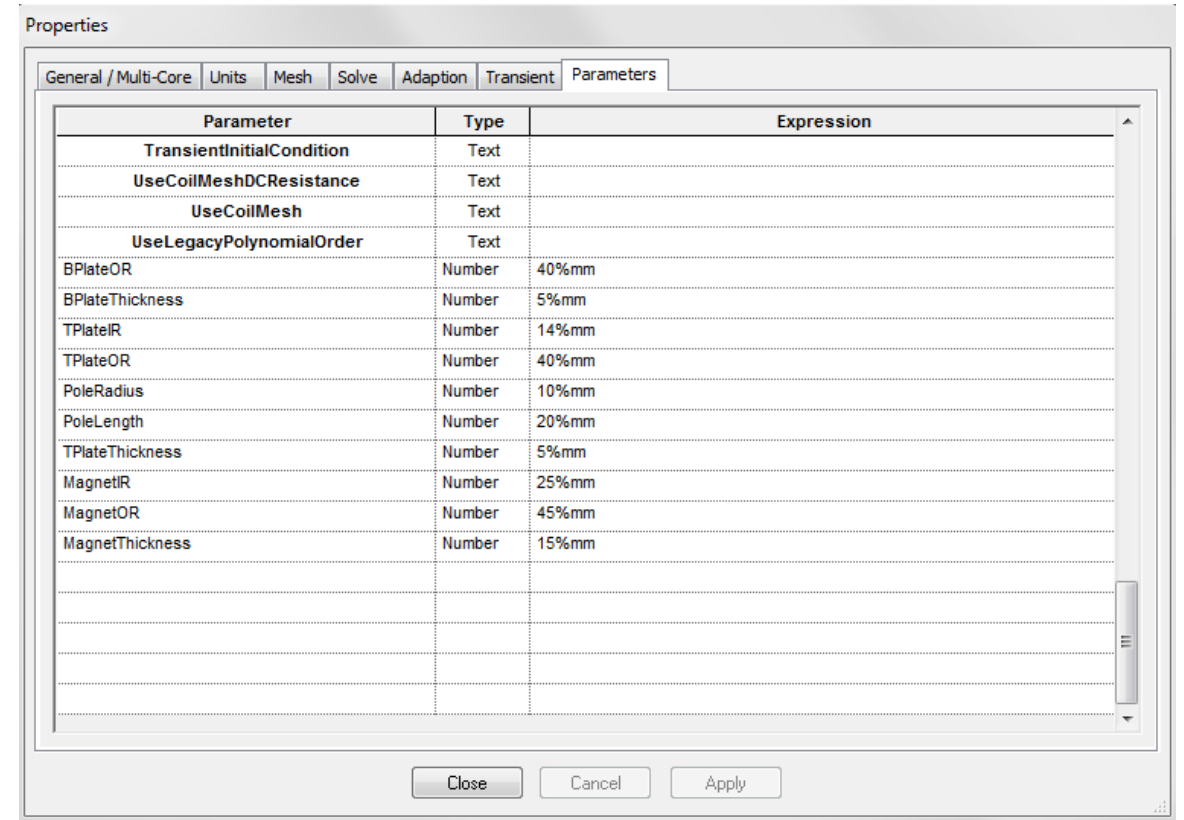 Properties
General / Multi-Core Units Mesh Solve Adaption Transient Parameters
Parameter Type Expression
TransientInitialCondition Text
UseCoilMeshDCResistance Text
UseCoilMesh Text
UseLegacyPolynomialOrder Text
BPlateOR Number 40%mm
BPlateThickness Number 5%mm
TPlateIR Number 14%mm
TPlateOR Number 40%mm
PoleRadius Number 10%mm
PoleLength Number 20%mm
TPlateThickness Number 5%mm
MagnetIR Number 25%mm
MagnetOR Number 45%mm
MagnetThickness Number 15%mm
Close Cancel Apply